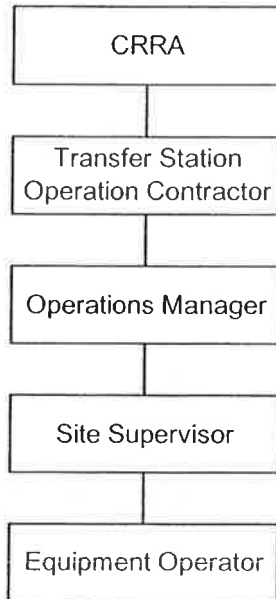 CRRA
Transfer Station
Operation Contractor
Operations Manager
Site Supervisor
Equipment Operator